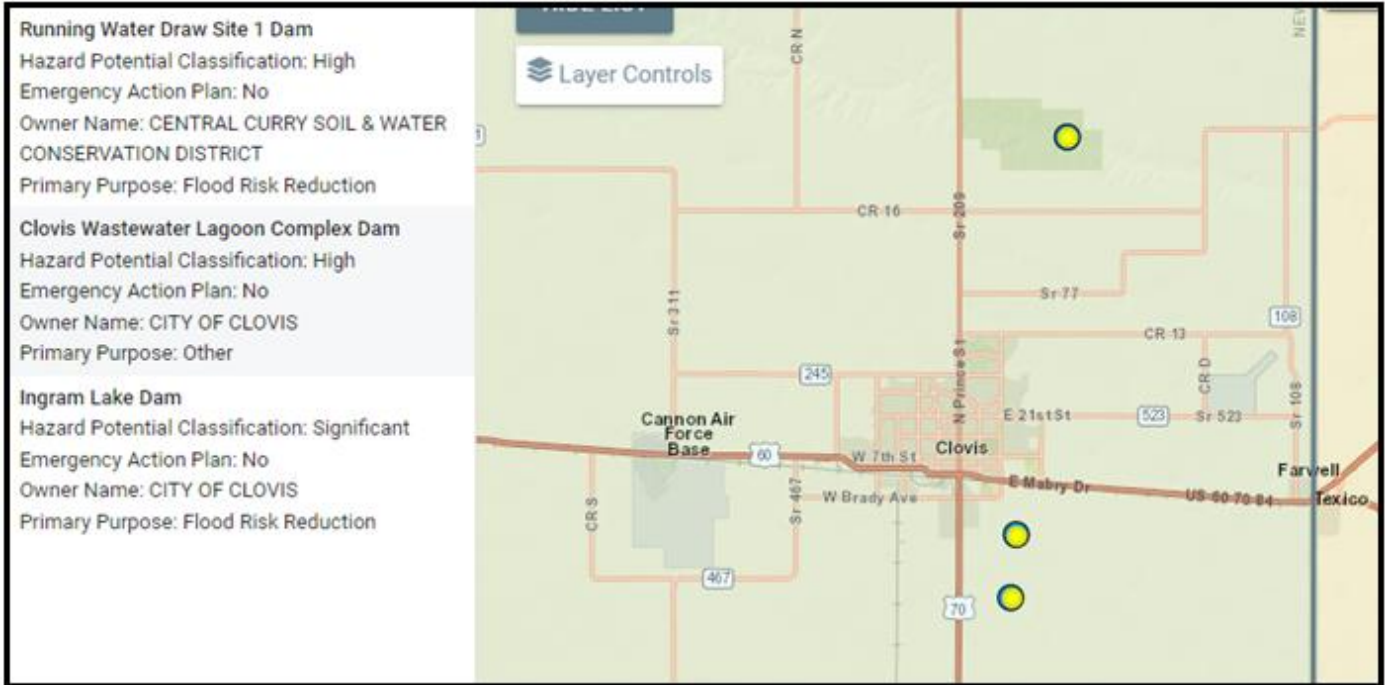 Running Water Draw Site 1 Dam
Hazard Potential Classification: High
Emergency Action Plan: No
Owner Name: CENTRAL CURRY SOIL & WATER
CONSERVATION DISTRICT
Primary Purpose: Flood Risk Reduction
Clovis Wastewater Lagoon Complex Dam
Hazard Potential Classification: High
Emergency Action Plan: No
Owner Name: CITY OF CLOVIS
Primary Purpose: Other
Ingram Lake Dam
Hazard Potential Classification: Significant
Emergency Action Plan: No
Owner Name: CITY OF CLOVIS
Primary Purpose: Flood Risk Reduction
Layer Controls
CR N
CR 16
Sr 209
Sr 77
Sr 311
108
CR 13
245
N Prince St
CR D
E 21st St
523
Sr 523
Sr 108
Cannon Air
Force
Base
60
W 7th St
Clovis
Farwell
E Mabry Dr
US 60 70 84
Texico
W Brady Ave
CR S
Sr 467
467
70